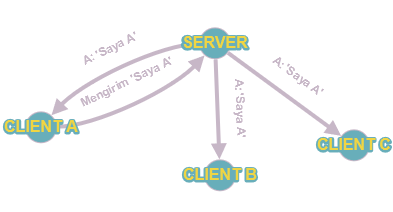 SERVER
A: 'Saya A'
Mengirim 'Saya A'
A: 'Saya A'
A: 'Saya A'
CLIENT A
CLIENT B
CLIENT C